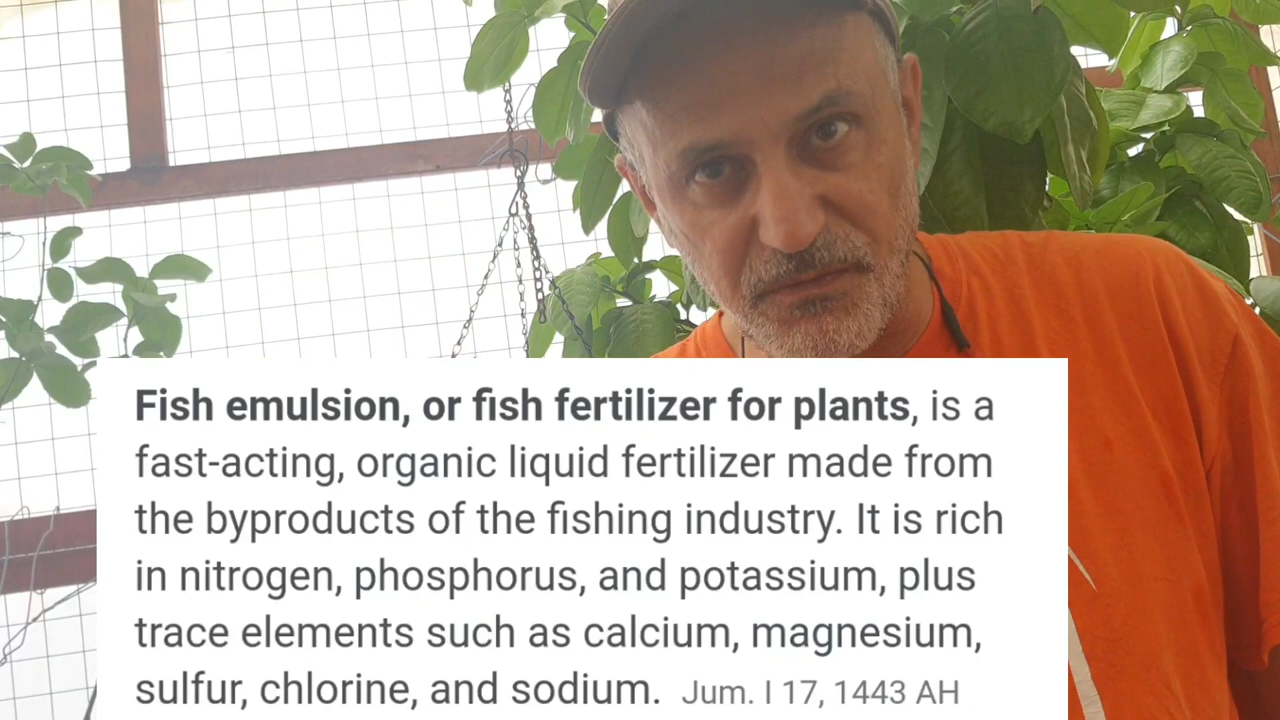 Fish emulsion, or fish fertilizer for plants, is a
fast-acting, organic liquid fertilizer made from
the byproducts of the fishing industry. It is rich
in nitrogen, phosphorus, and potassium, plus
trace elements such as calcium, magnesium,
sulfur, chlorine, and sodium. Jum. I 17, 1443 AH